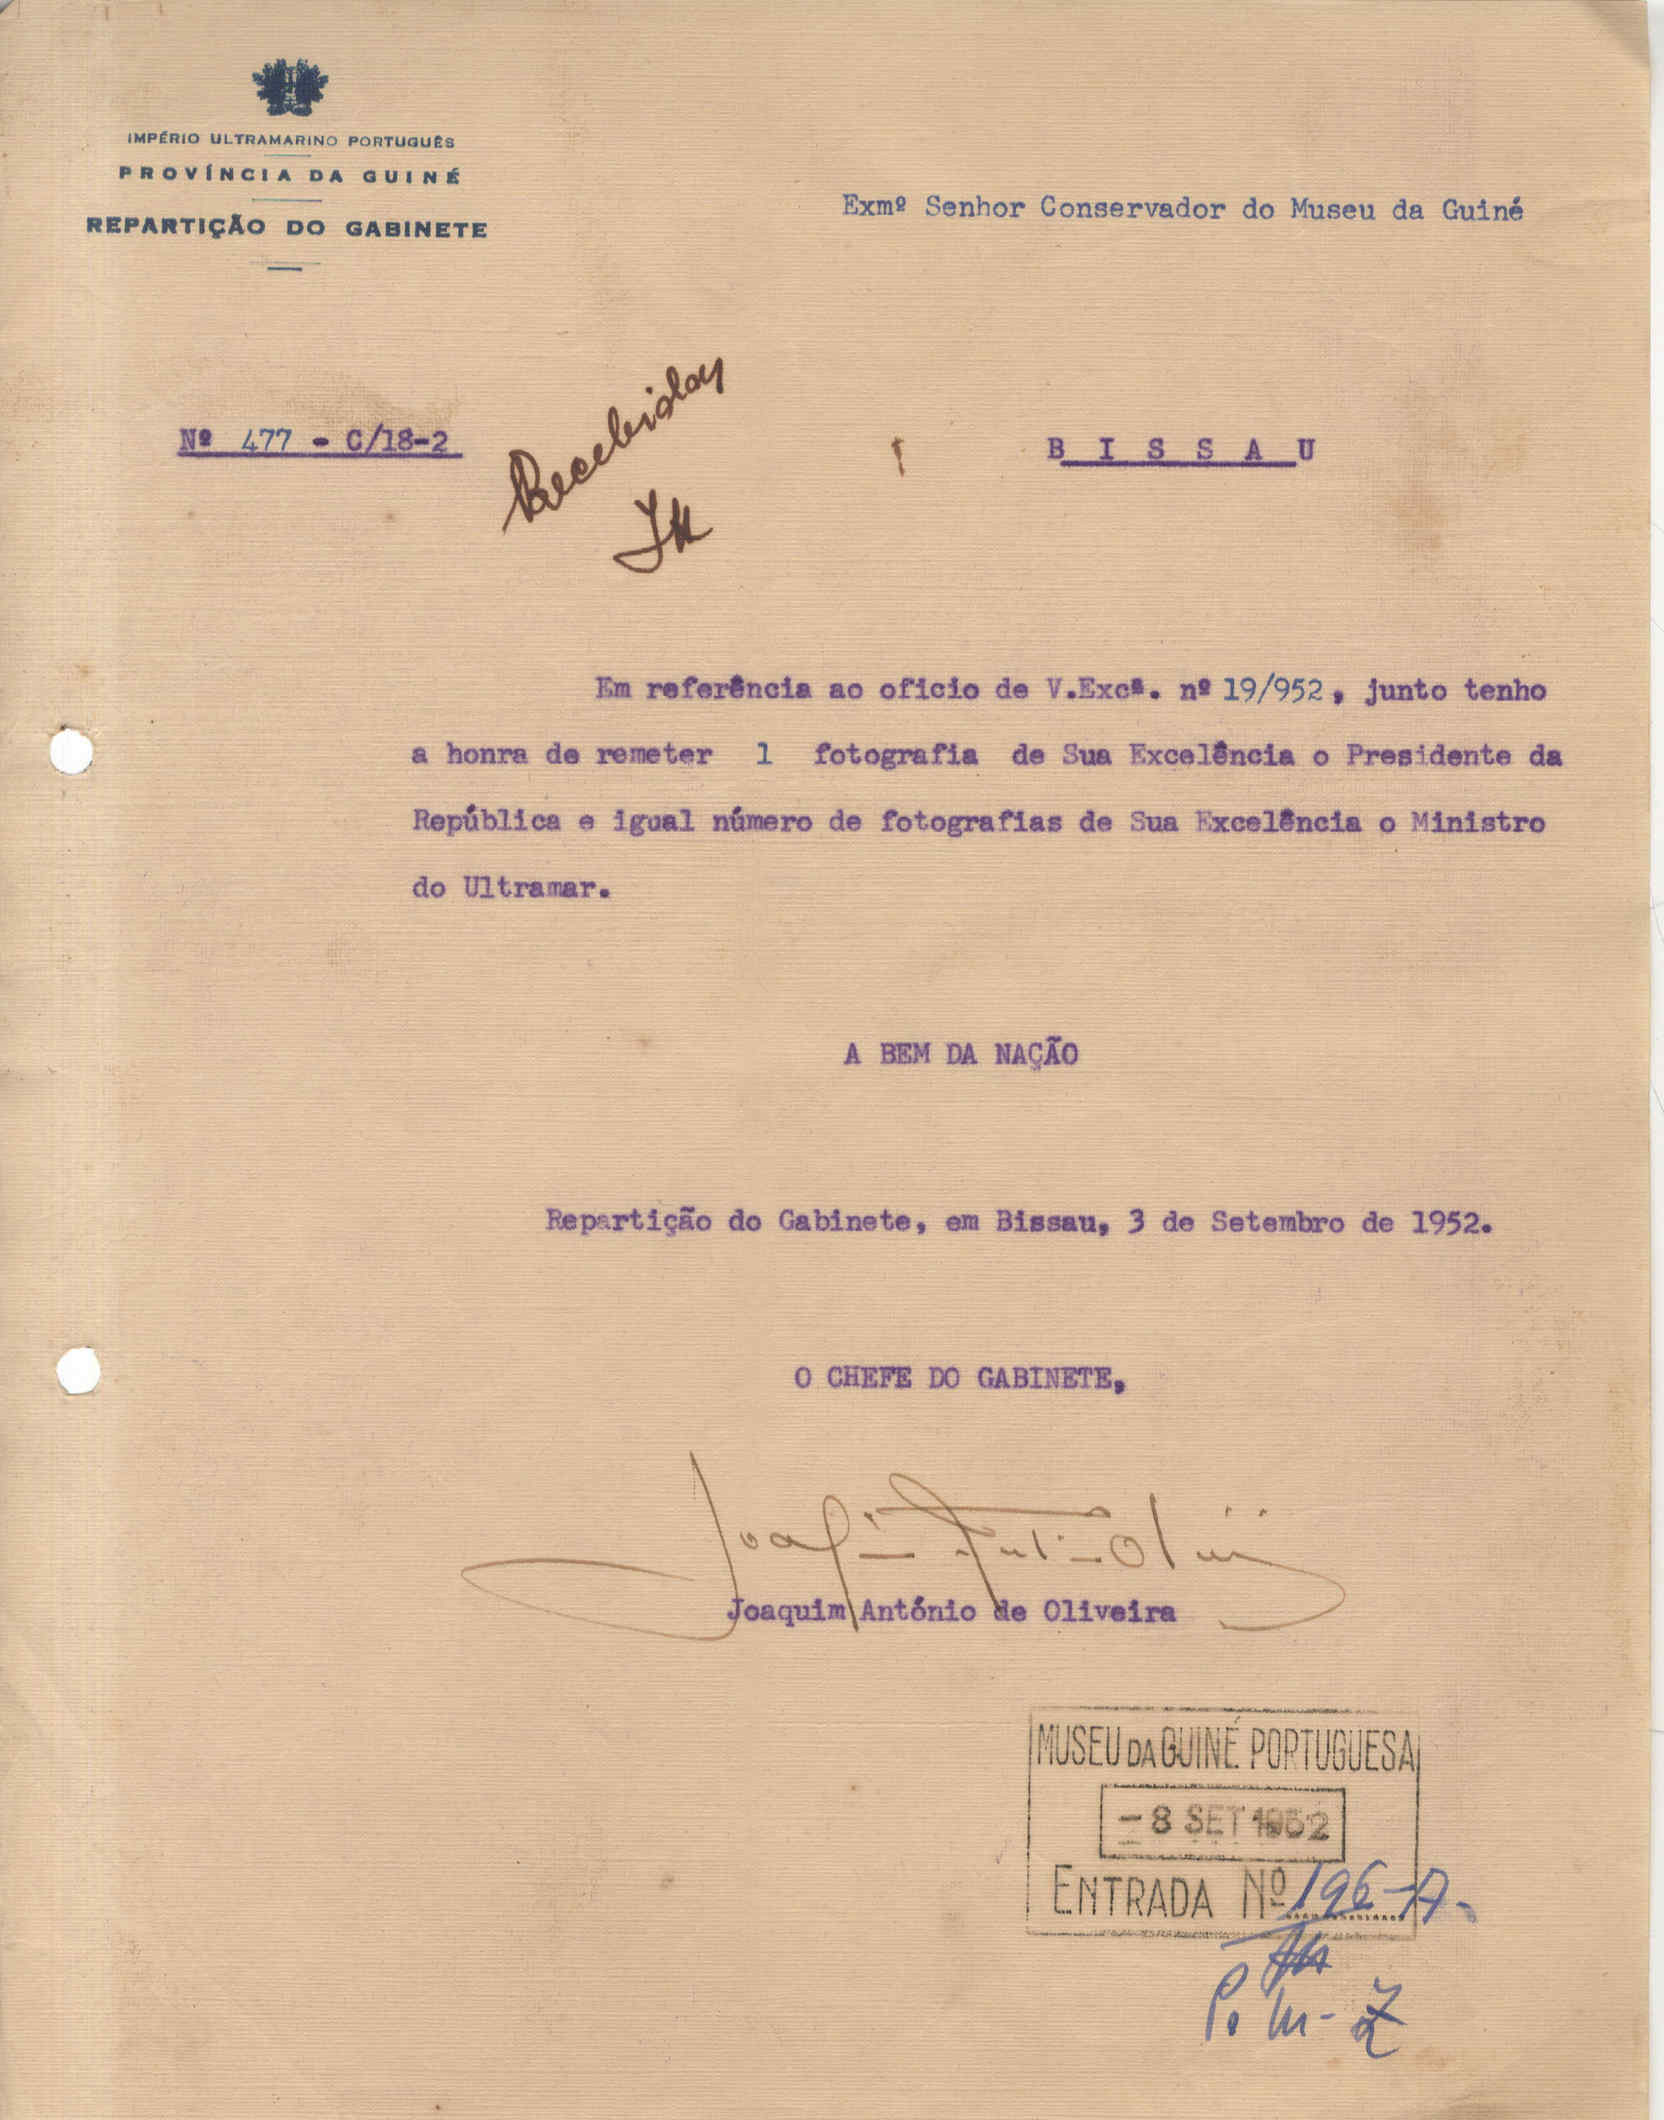 IMPÉRIO ULTRAMARINO PORTUGUÊS
PROVÍNCIA DA GUINÉ
REPARTIÇÃO DO GABINETE
Exmº Senhor Conservador do Museu da Guiné
Nº 477 - C/18-2
Recebidas
B I S S A U
Em referência ao oficio de V.Excª. nº 19/952, junto tenho
a honra de remeter 1 fotografia de Sua Excelência o Presidente da
República e igual número de fotografias de Sua Excelência o Ministro
do Ultramar.
A BEM DA NAÇÃO
Repartição do Gabinete, em Bissau, 3 de Setembro de 1952.
O CHEFE DO GABINETE,
Joaquim António de Oliveira
MUSEU DA GUINÉ PORTUGUESA
-8 SET 1952
ENTRADA Nº 196-A-